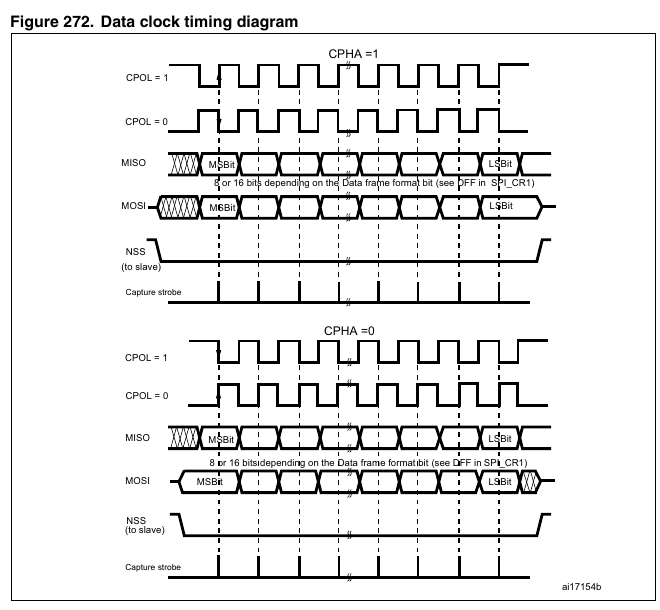 Figure 272. Data clock timing diagram
CPHA =1
CPOL = 1
CPOL = 0
MISO
MSBit
LSBit
8 or 16 bits depending on the Data frame format bit (see DFF in SPI_CR1)
MOSI
MSBit
LSBit
NSS
(to slave)
Capture strobe
CPHA =0
CPOL = 1
CPOL = 0
MISO
MSBit
LSBit
8 or 16 bits depending on the Data frame format bit (see DFF in SPI_CR1)
MOSI
MSBit
LSBit
NSS
(to slave)
Capture strobe
ai17154b